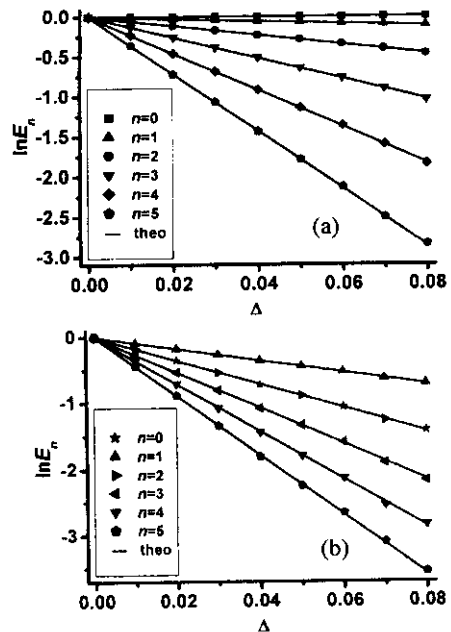 0.0
-0.5
-1.0
-1.5
-2.0
-2.5
-3.0
lnEₙ
n=0
n=1
n=2
n=3
n=4
n=5
theo
(a)
0.00 0.02 0.04 0.06 0.08
Δ
0
-1
-2
-3
lnEₙ
n=0
n=1
n=2
n=3
n=4
n=5
theo
(b)
0.00 0.02 0.04 0.06 0.08
Δ